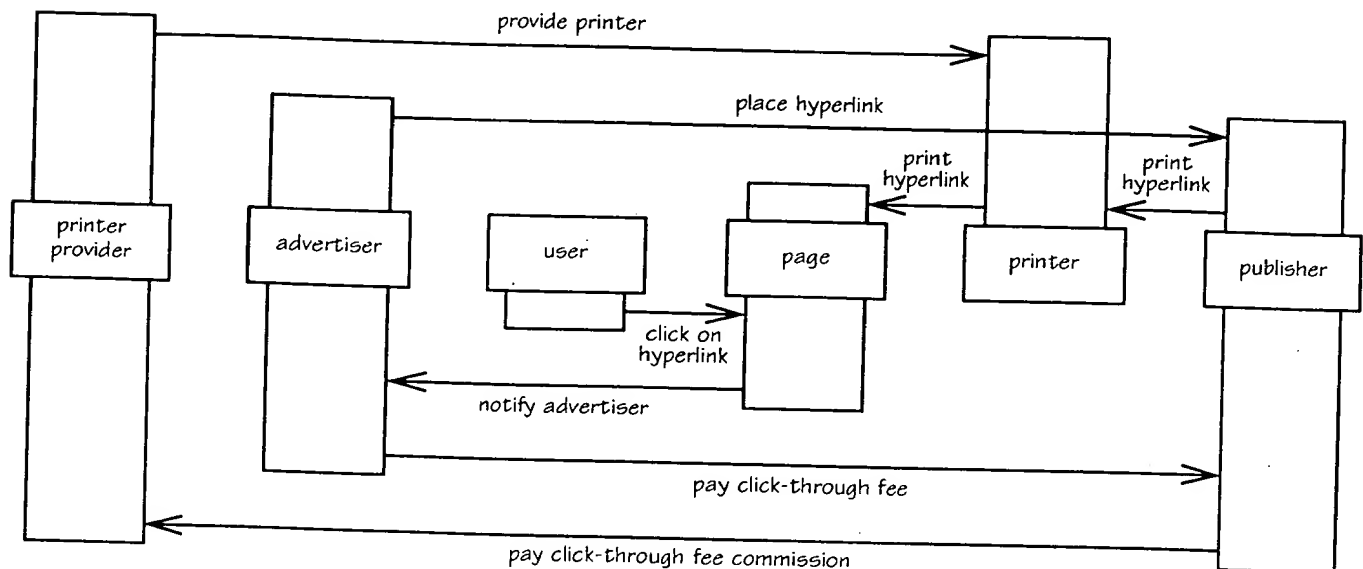 provide printer
place hyperlink
print
hyperlink
print
hyperlink
printer
provider
advertiser
user
page
printer
publisher
click on
hyperlink
notify advertiser
pay click-through fee
pay click-through fee commission